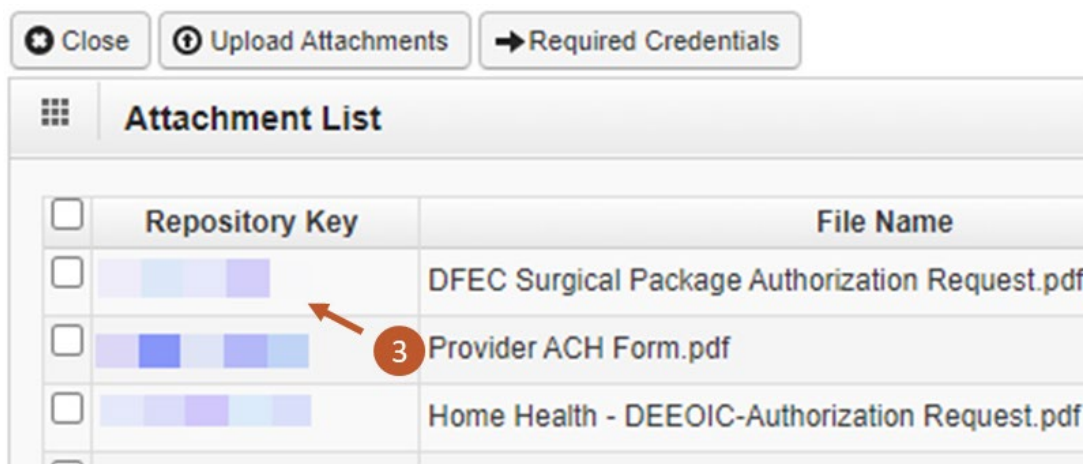 Close Upload Attachments Required Credentials
Attachment List
Repository Key File Name
DFEC Surgical Package Authorization Request.pdf
3 Provider ACH Form.pdf
Home Health - DEEOIC-Authorization Request.pdf